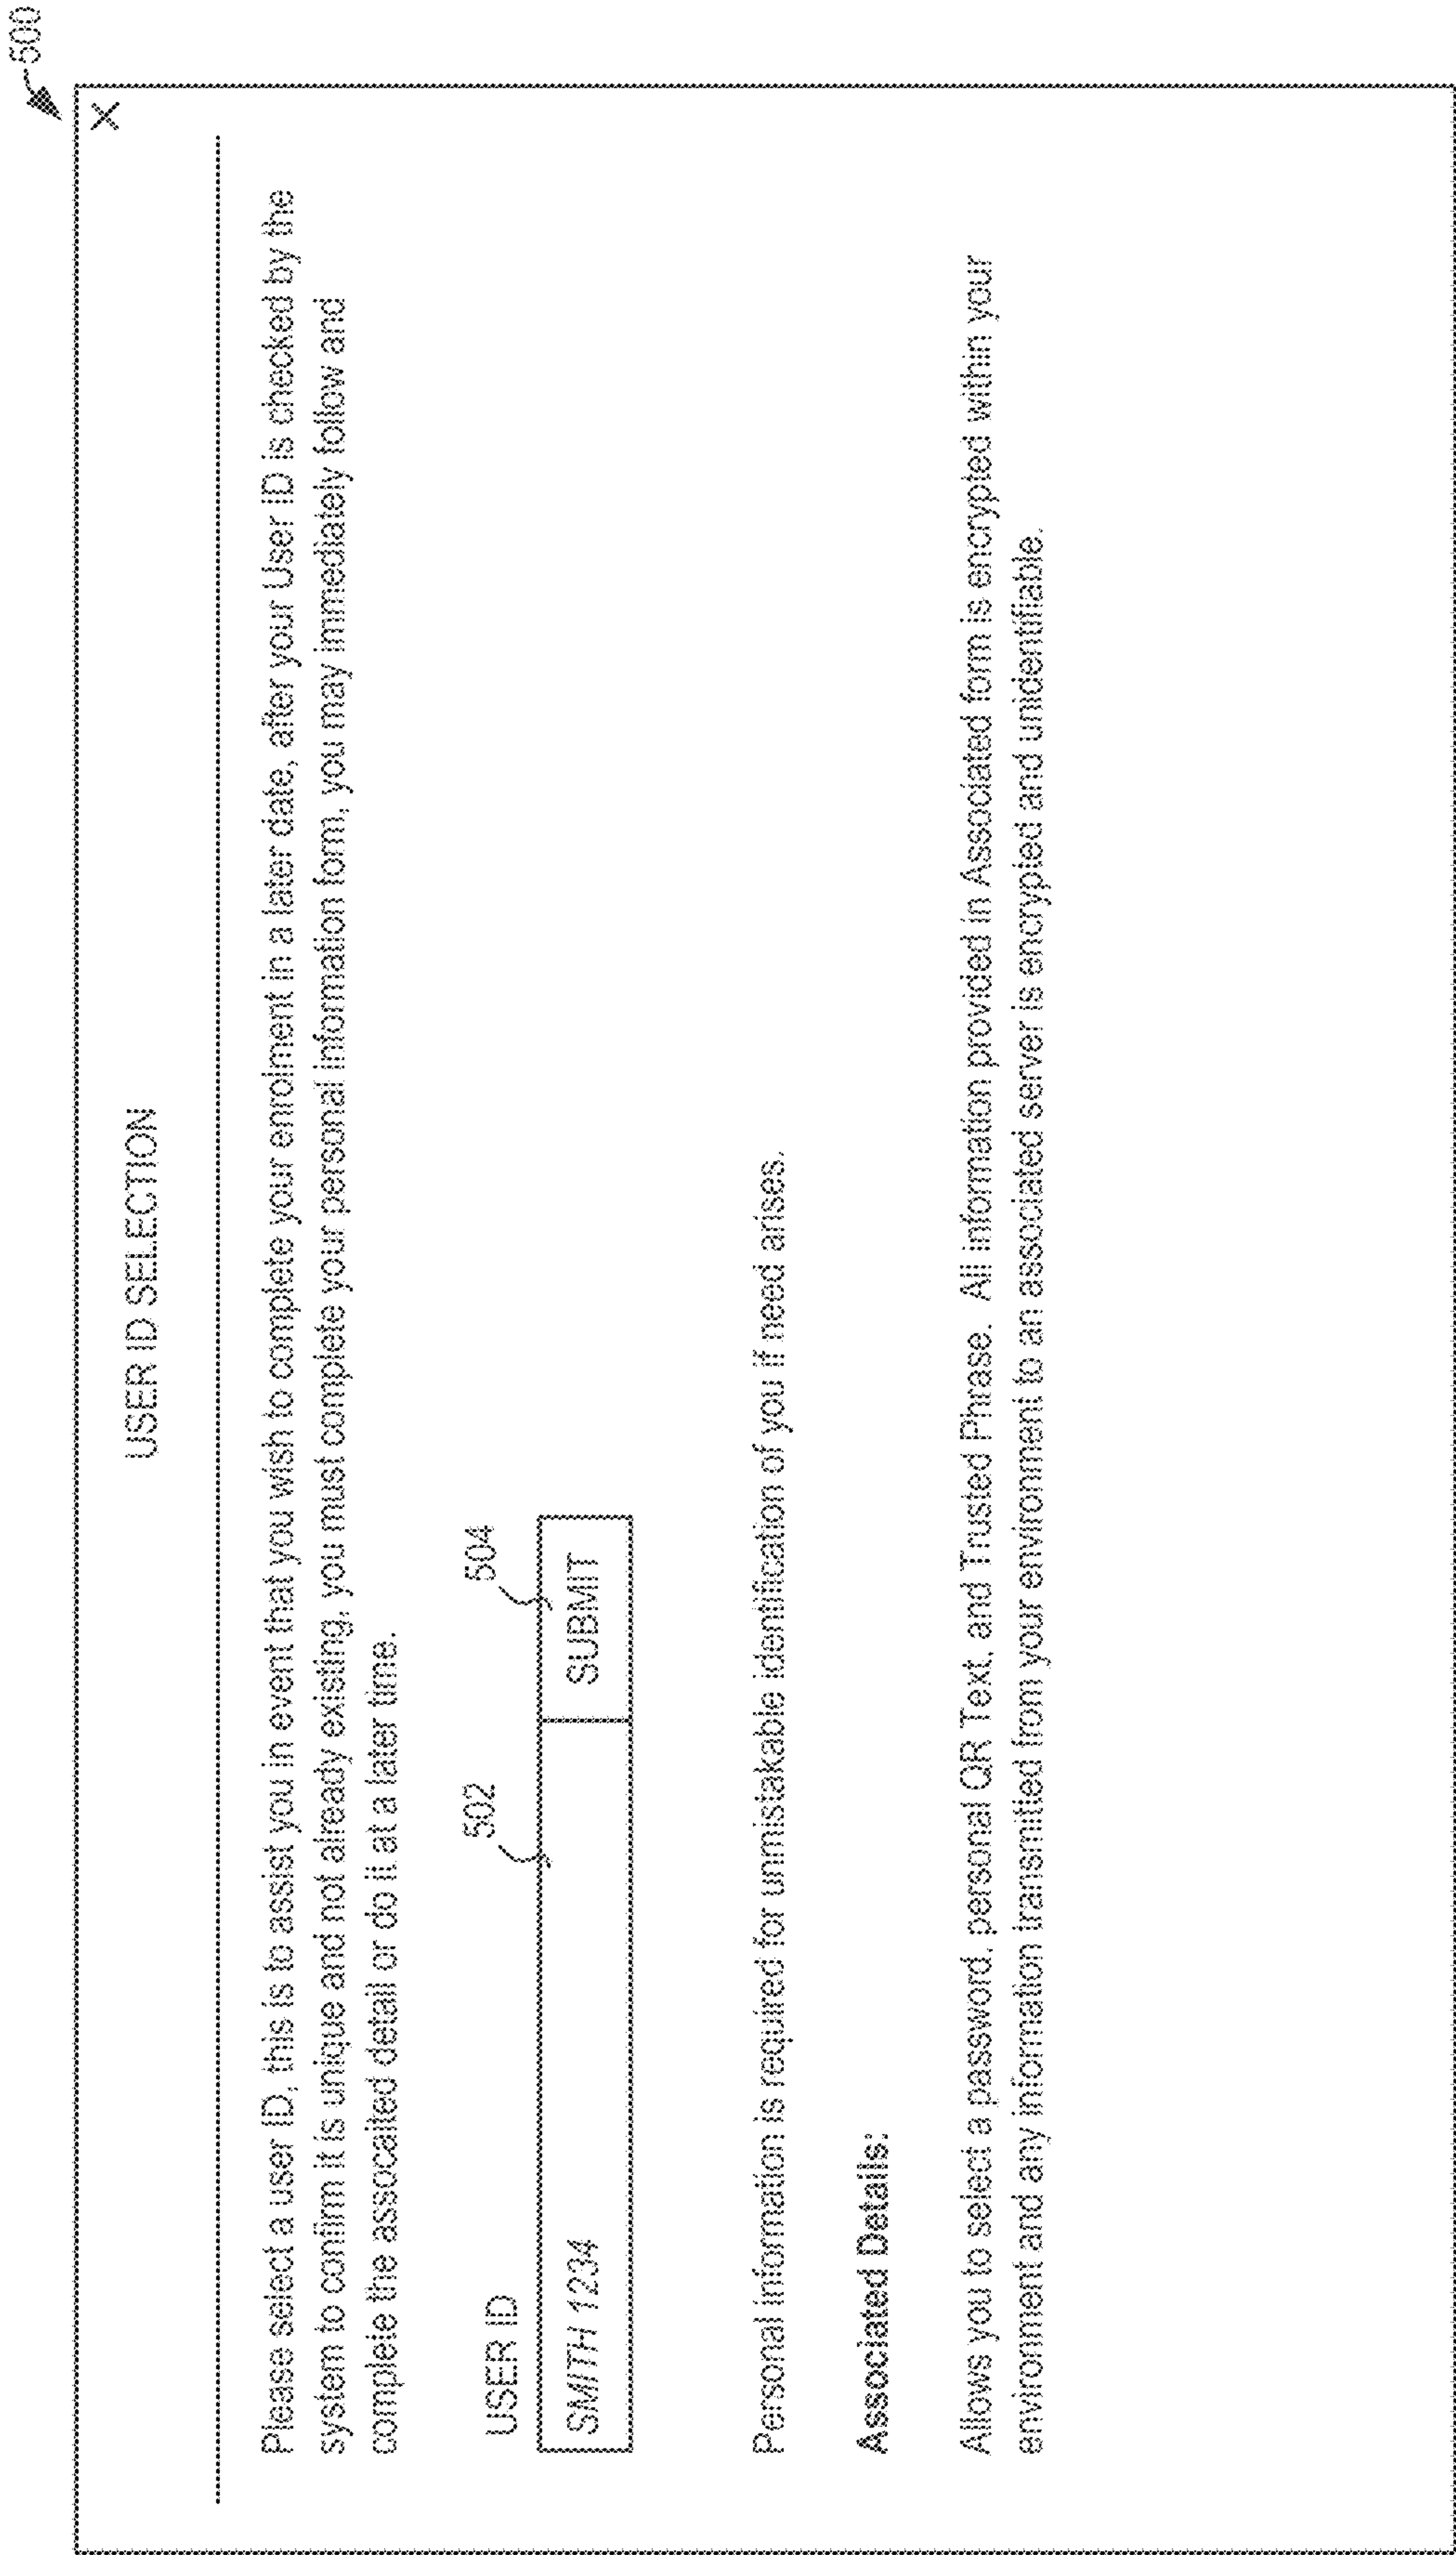 500
X
USER ID SELECTION
Please select a user ID, this is to assist you in event that you wish to complete your enrolment in a later date, after your User ID is checked by the
system to confirm it is unique and not already existing, you must complete your personal information form, you may immediately follow and
complete the assocaited detail or do it at a later time.
502
504
USER ID
SMITH 1234
SUBMIT
Personal information is required for unmistakable identification of you if need arises.
Associated Details:
Allows you to select a password, personal QR Text, and Trusted Phrase. All information provided in Associated form is encrypted within your
environment and any information transmitted from your environment to an associated server is encrypted and unidentifiable.